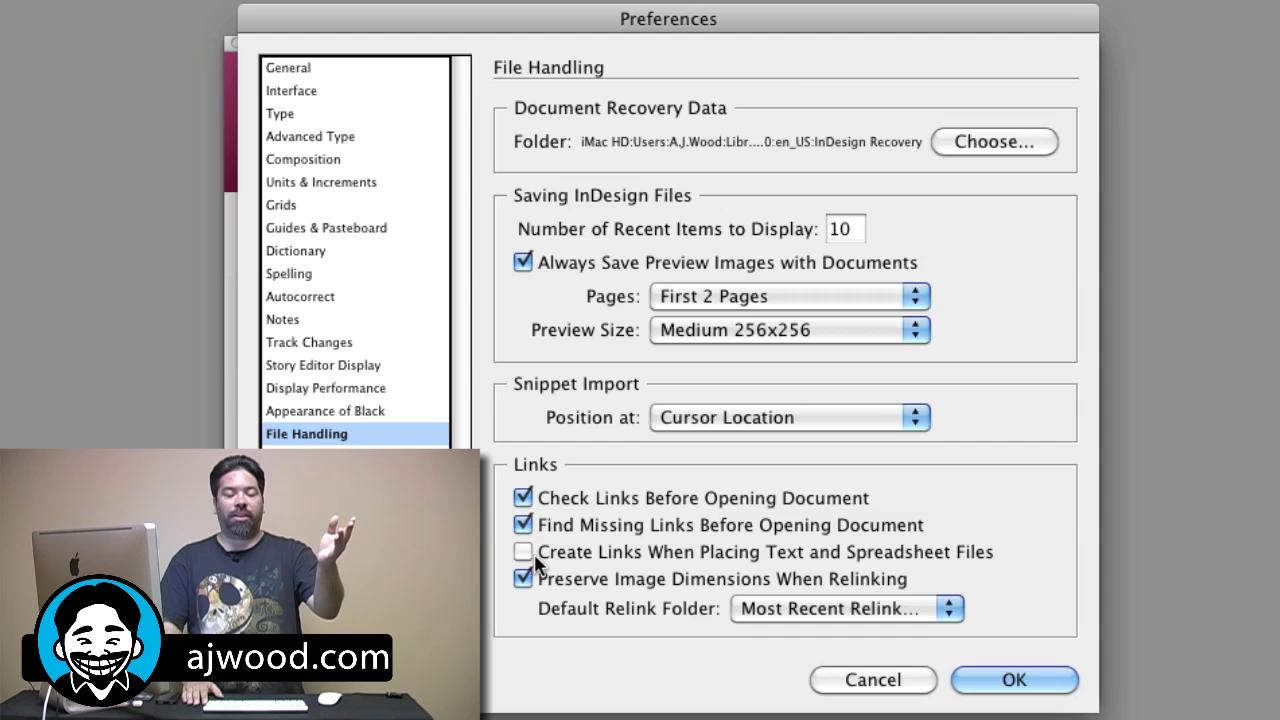 Preferences
General
Interface
Type
Advanced Type
Composition
Units & Increments
Grids
Guides & Pasteboard
Dictionary
Spelling
Autocorrect
Notes
Track Changes
Story Editor Display
Display Performance
Appearance of Black
File Handling
File Handling
Document Recovery Data
Folder: iMac HD:Users:A.J.Wood:Libr....0:en_US:InDesign Recovery Choose...
Saving InDesign Files
Number of Recent Items to Display: 10
Always Save Preview Images with Documents
Pages: First 2 Pages
Preview Size: Medium 256x256
Snippet Import
Position at: Cursor Location
Links
Check Links Before Opening Document
Find Missing Links Before Opening Document
Create Links When Placing Text and Spreadsheet Files
Preserve Image Dimensions When Relinking
Default Relink Folder: Most Recent Relink...
Cancel OK
ajwood.com